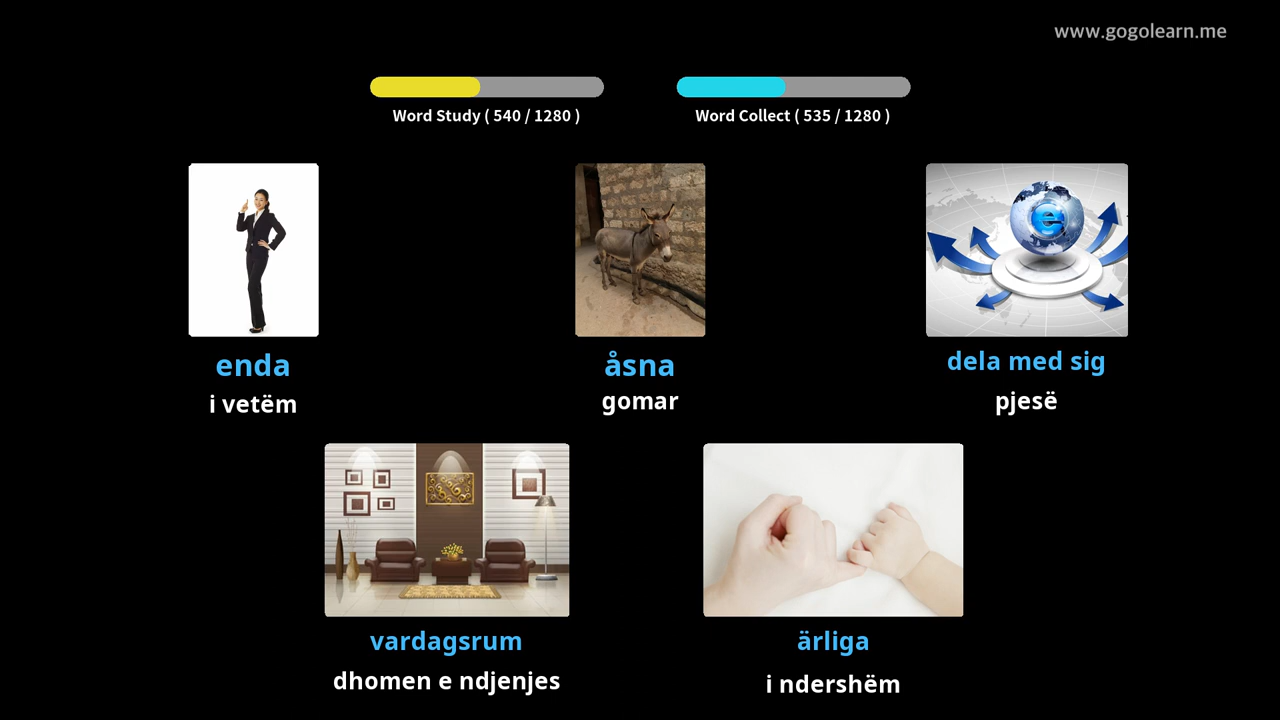 www.gogolearn.me
Word Study ( 540 / 1280 )
Word Collect ( 535 / 1280 )
enda
i vetëm
åsna
gomar
dela med sig
pjesë
vardagsrum
dhomen e ndjenjes
ärliga
i ndershëm